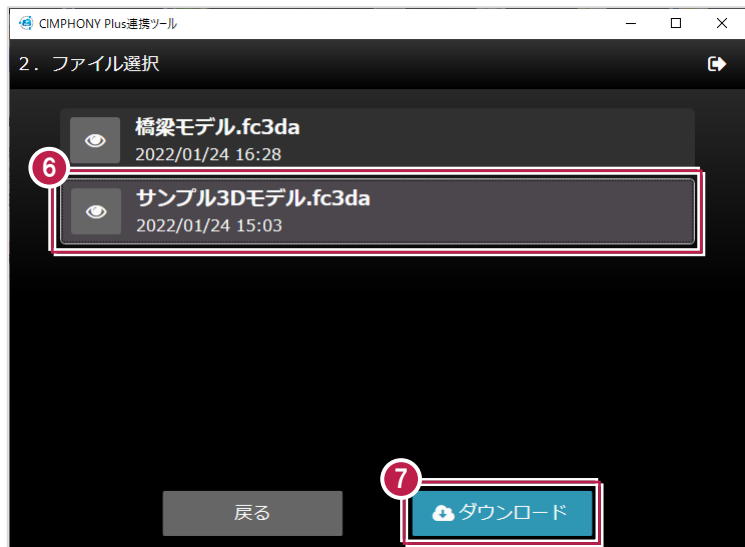 CIMPHONY Plus連携ツール
2．ファイル選択
橋梁モデル.fc3da
2022/01/24 16:28
6
サンプル3Dモデル.fc3da
2022/01/24 15:03
7
戻る
ダウンロード